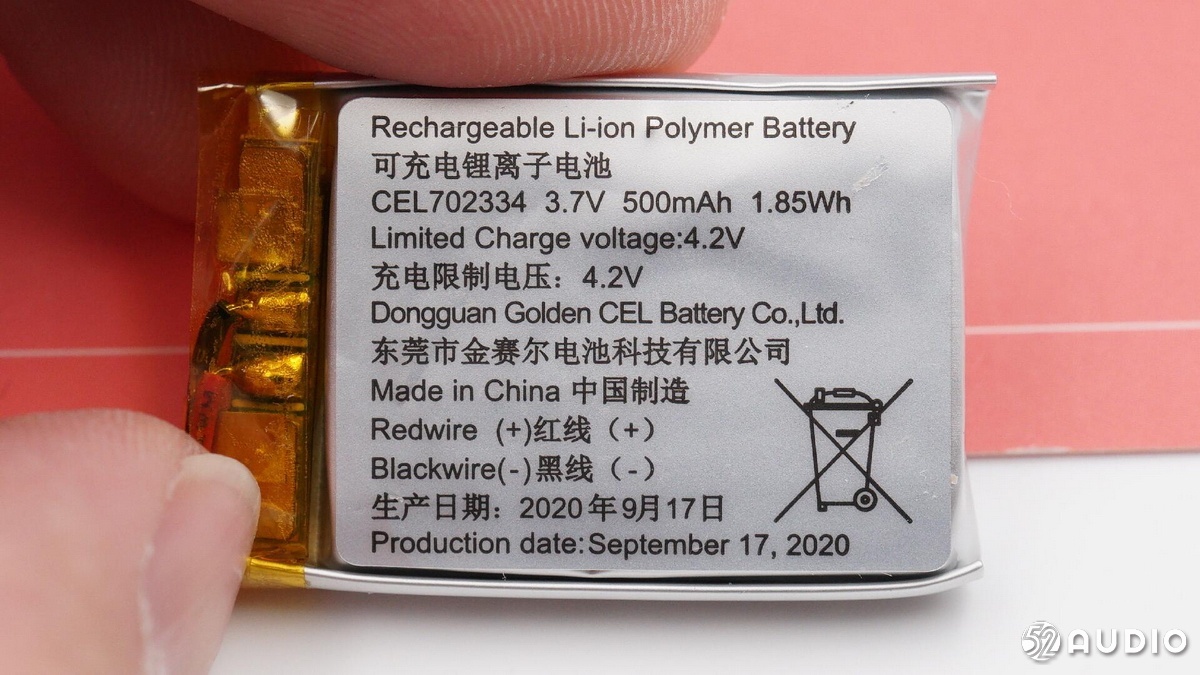 Rechargeable Li-ion Polymer Battery
可充电锂离子电池
CEL702334 3.7V 500mAh 1.85Wh
Limited Charge voltage:4.2V
充电限制电压：4.2V
Dongguan Golden CEL Battery Co.,Ltd.
东莞市金赛尔电池科技有限公司
Made in China 中国制造
Redwire (+)红线（+）
Blackwire(-)黑线（-）
生产日期：2020年9月17日
Production date:September 17, 2020
52 AUDIO